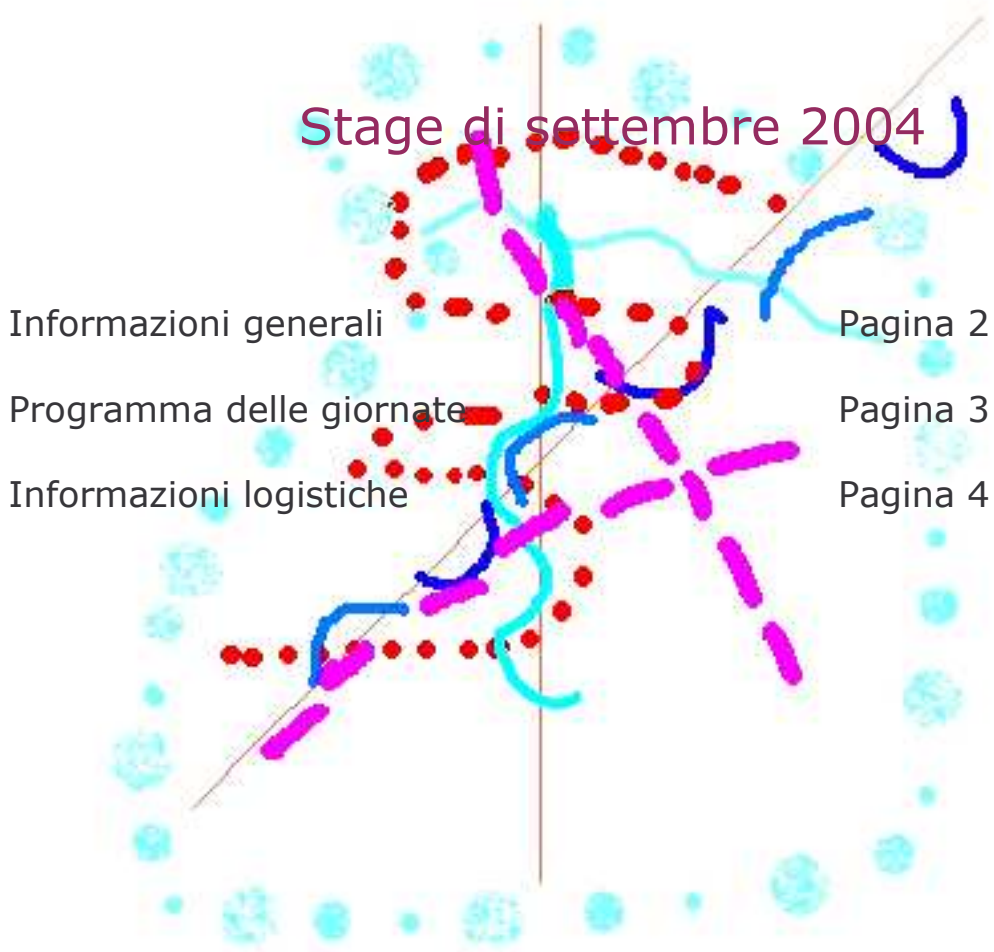 Stage di settembre 2004
Informazioni generali Pagina 2
Programma delle giornate Pagina 3
Informazioni logistiche Pagina 4